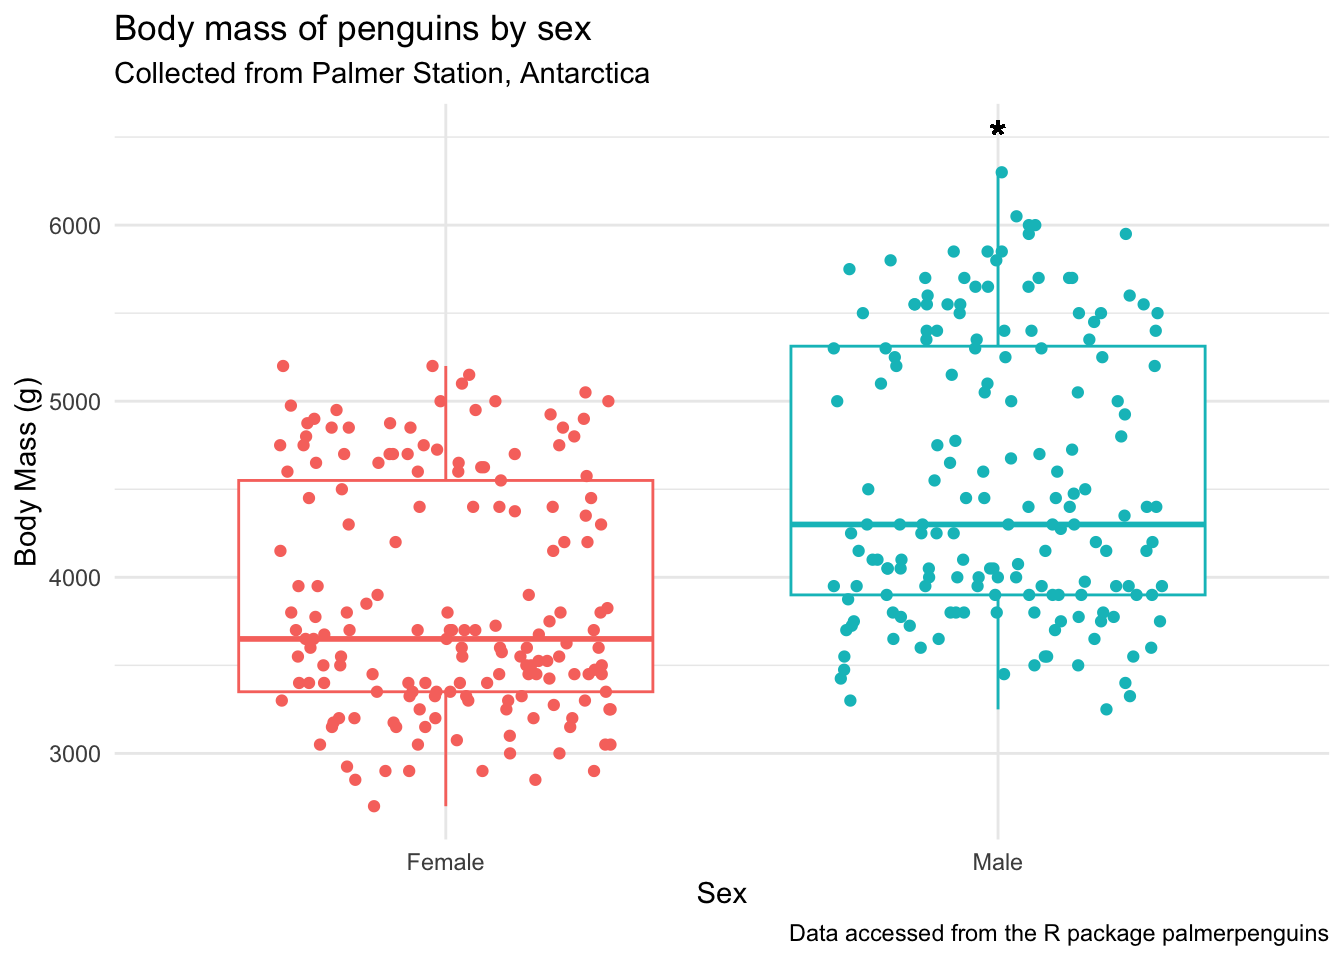 Body mass of penguins by sex
Collected from Palmer Station, Antarctica
*
6000
5000
4000
3000
Body Mass (g)
Female
Male
Sex
Data accessed from the R package palmerpenguins